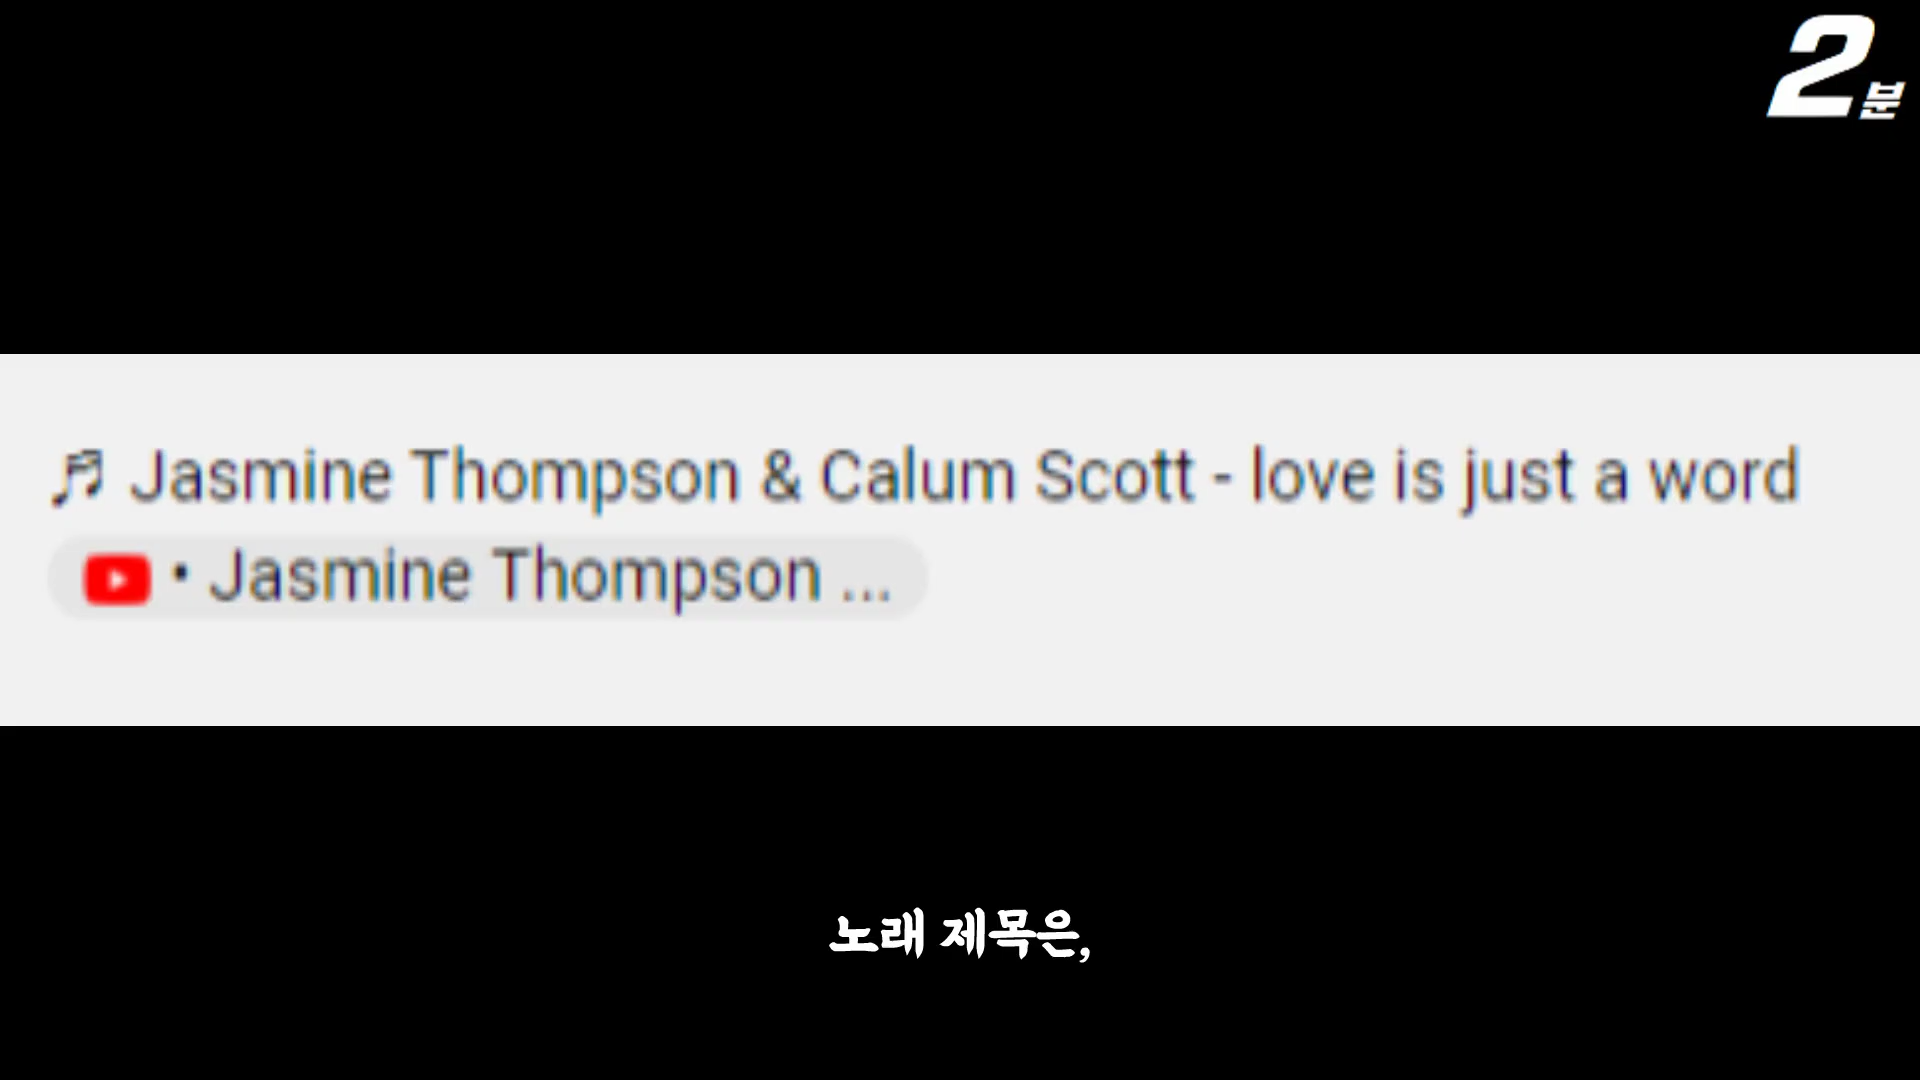 2분
♬ Jasmine Thompson & Calum Scott - love is just a word
• Jasmine Thompson ...
노래 제목은,